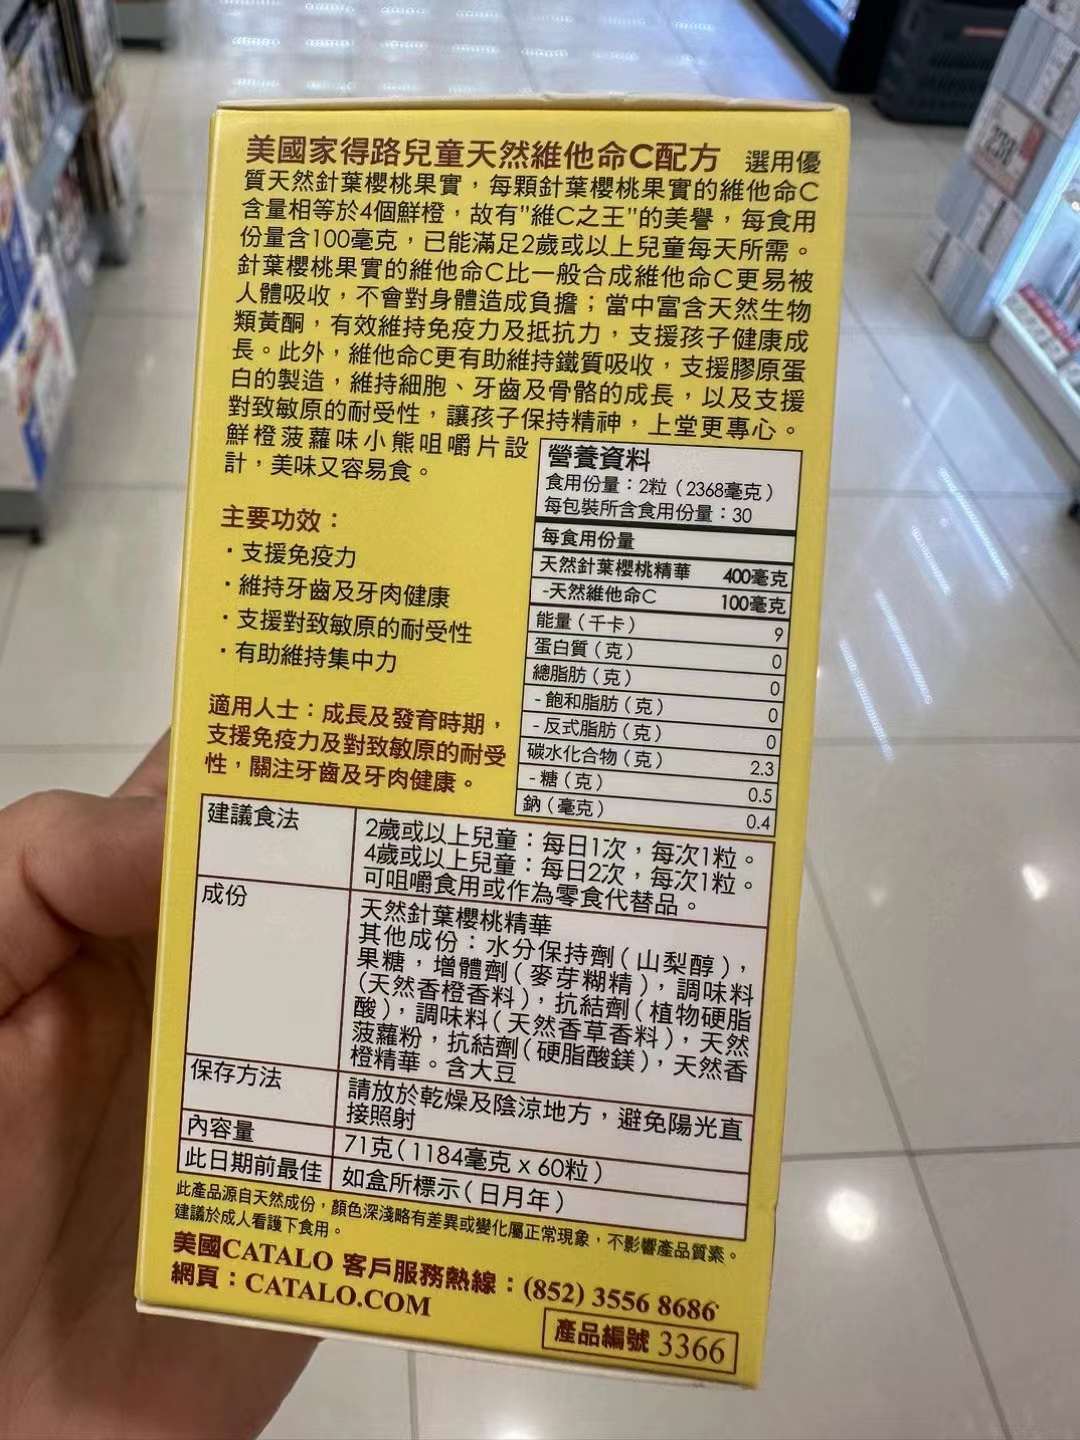 美國家得路兒童天然維他命C配方 選用優
質天然針葉櫻桃果實，每顆針葉櫻桃果實的維他命C
含量相等於4個鮮橙，故有”維C之王”的美譽，每食用
份量含100毫克，已能滿足2歲或以上兒童每天所需。
針葉櫻桃果實的維他命C比一般合成維他命C更易被
人體吸收，不會對身體造成負擔；當中富含天然生物
類黃酮，有效維持免疫力及抵抗力，支援孩子健康成
長。此外，維他命C更有助維持鐵質吸收，支援膠原蛋
白的製造，維持細胞、牙齒及骨骼的成長，以及支援
對致敏原的耐受性，讓孩子保持精神，上堂更專心。
鮮橙菠蘿味小熊咀嚼片設
計，美味又容易食。
主要功效：
·支援免疫力
·維持牙齒及牙肉健康
·支援對致敏原的耐受性
·有助維持集中力
適用人士：成長及發育時期，
支援免疫力及對致敏原的耐受
性，關注牙齒及牙肉健康。
營養資料
食用份量：2粒（2368毫克）
每包裝所含食用份量：30
每食用份量
天然針葉櫻桃精華 400毫克
-天然維他命C 100毫克
能量（千卡） 9
蛋白質（克） 0
總脂肪（克） 0
- 飽和脂肪（克） 0
- 反式脂肪（克） 0
碳水化合物（克） 2.3
- 糖（克） 0.5
鈉（毫克） 0.4
建議食法
2歲或以上兒童：每日1次，每次1粒。
4歲或以上兒童：每日2次，每次1粒。
可咀嚼食用或作為零食代替品。
成份
天然針葉櫻桃精華
其他成份：水分保持劑（山梨醇），
果糖，增體劑（麥芽糊精），調味料
（天然香橙香料），抗結劑（植物硬脂
酸），調味料（天然香草香料），天然
菠蘿粉，抗結劑（硬脂酸鎂），天然香
橙精華。含大豆
保存方法
請放於乾燥及陰涼地方，避免陽光直
接照射
內容量
71克（1184毫克 x 60粒）
此日期前最佳
如盒所標示（日月年）
此產品源自天然成份，顏色深淺略有差異或變化屬正常現象，不影響產品質素。
建議於成人看護下食用。
美國CATALO 客戶服務熱線：(852) 3556 8686
網頁：CATALO.COM
產品編號 3366